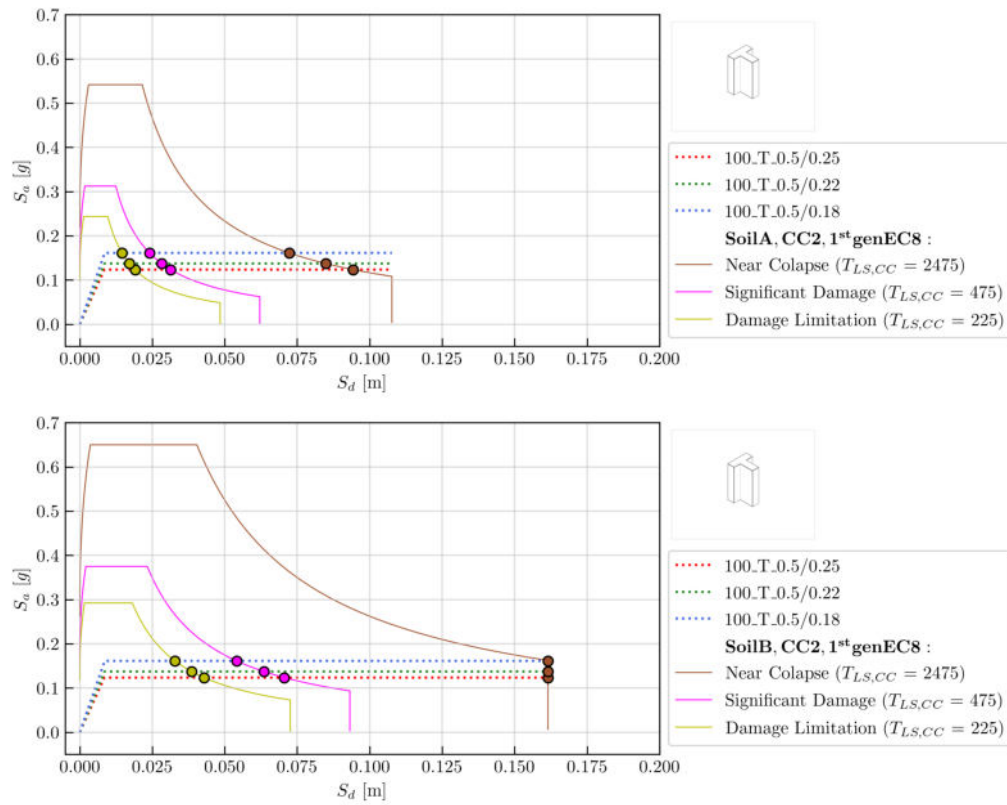 0.7
0.6
0.5
0.4
0.3
0.2
0.1
0.0
S_a [g]
0.000 0.025 0.050 0.075 0.100 0.125 0.150 0.175 0.200
S_d [m]
100_T_0.5/0.25
100_T_0.5/0.22
100_T_0.5/0.18
SoilA, CC2, 1^st genEC8 :
Near Colapse (T_LS,CC = 2475)
Significant Damage (T_LS,CC = 475)
Damage Limitation (T_LS,CC = 225)
0.7
0.6
0.5
0.4
0.3
0.2
0.1
0.0
S_a [g]
0.000 0.025 0.050 0.075 0.100 0.125 0.150 0.175 0.200
S_d [m]
100_T_0.5/0.25
100_T_0.5/0.22
100_T_0.5/0.18
SoilB, CC2, 1^st genEC8 :
Near Colapse (T_LS,CC = 2475)
Significant Damage (T_LS,CC = 475)
Damage Limitation (T_LS,CC = 225)